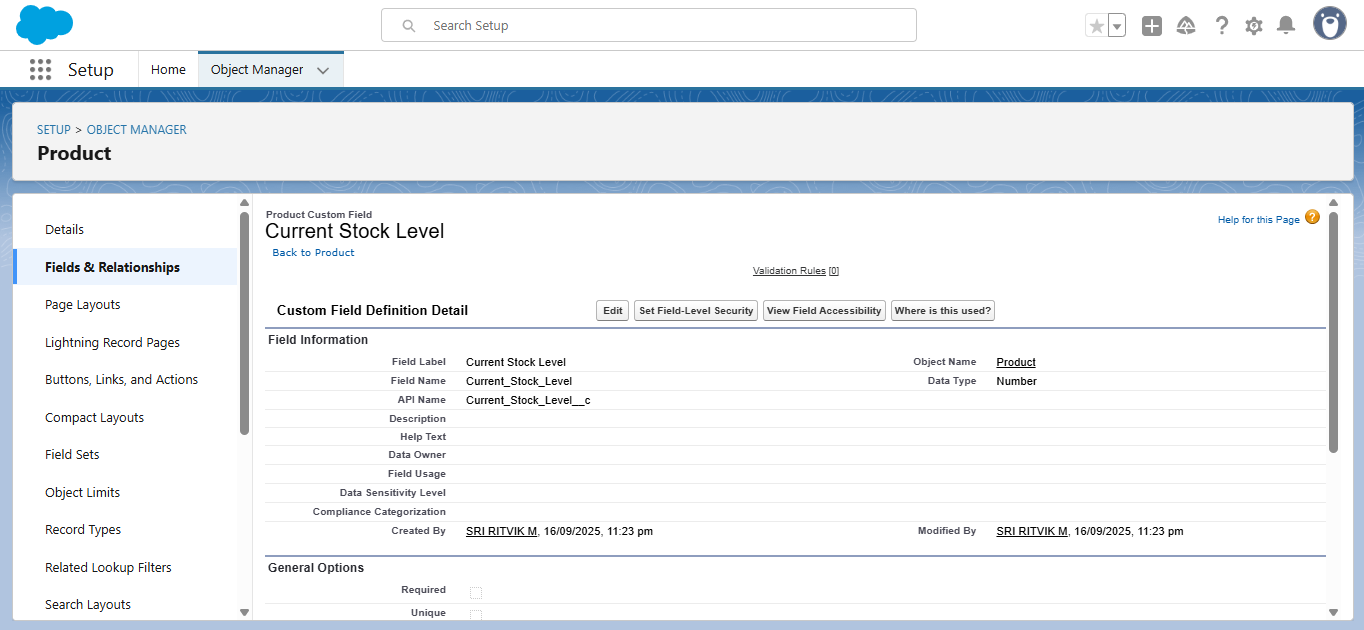 Search Setup
Setup
Home
Object Manager
SETUP > OBJECT MANAGER
Product
Details
Fields & Relationships
Page Layouts
Lightning Record Pages
Buttons, Links, and Actions
Compact Layouts
Field Sets
Object Limits
Record Types
Related Lookup Filters
Search Layouts
Product Custom Field
Current Stock Level
Back to Product
Help for this Page ?
Validation Rules [0]
Custom Field Definition Detail
Edit
Set Field-Level Security
View Field Accessibility
Where is this used?
Field Information
Field Label Current Stock Level Object Name Product
Field Name Current_Stock_Level Data Type Number
API Name Current_Stock_Level__c
Description
Help Text
Data Owner
Field Usage
Data Sensitivity Level
Compliance Categorization
Created By SRI RITVIK M, 16/09/2025, 11:23 pm Modified By SRI RITVIK M, 16/09/2025, 11:23 pm
General Options
Required
Unique